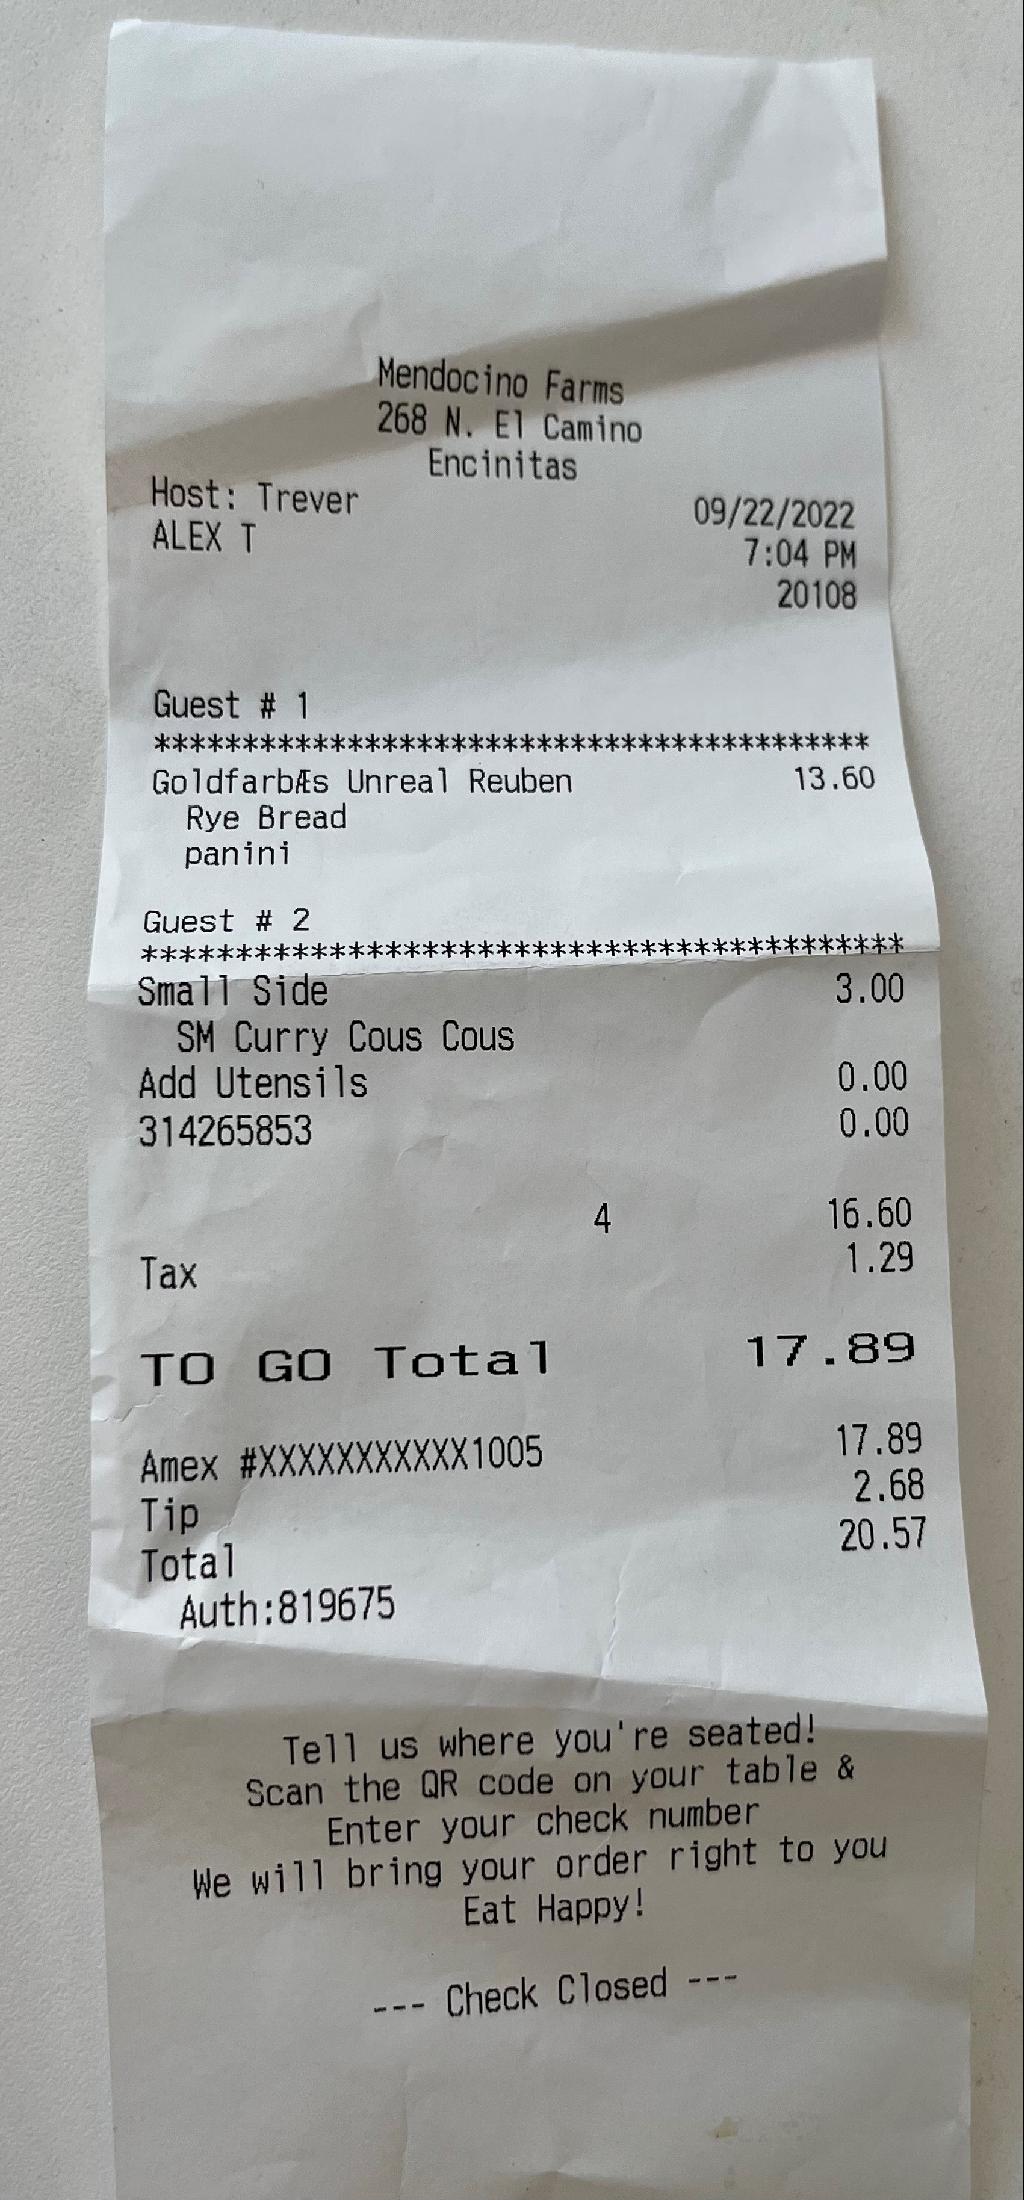 Mendocino Farms
268 N. El Camino
Encinitas
Host: Trever 09/22/2022
ALEX T 7:04 PM
20108
Guest # 1
*****************************************
GoldfarbÆs Unreal Reuben 13.60
Rye Bread
panini
Guest # 2
*****************************************
Small Side 3.00
SM Curry Cous Cous
Add Utensils 0.00
314265853 0.00
4 16.60
Tax 1.29
TO GO Total 17.89
Amex #XXXXXXXXXXX1005 17.89
Tip 2.68
Total 20.57
Auth:819675
Tell us where you're seated!
Scan the QR code on your table &
Enter your check number
We will bring your order right to you
Eat Happy!
--- Check Closed ---